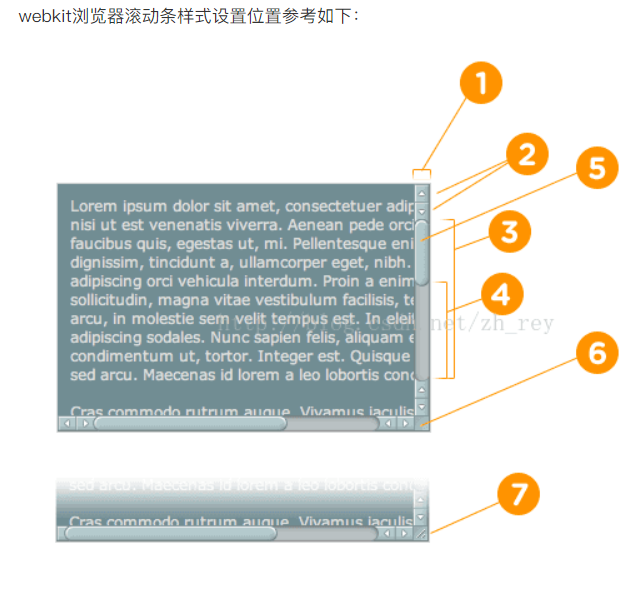 webkit浏览器滚动条样式设置位置参考如下：
1
2
5
Lorem ipsum dolor sit amet, consectetuer adip
nisi ut est venenatis viverra. Aenean pede orci
3
faucibus quis, egestas ut, mi. Pellentesque eni
dignissim, tincidunt a, ullamcorper eget, nibh.
adipiscing orci vehicula interdum. Proin a enim
4
sollicitudin, magna vitae vestibulum facilisis, te
arcu, in molestie sem velit tempus est. In eleif
http://blog.csdn.net/zh_rey
adipiscing sodales. Nunc sapien felis, aliquam e
condimentum ut, tortor. Integer est. Quisque
6
sed arcu. Maecenas id lorem a leo lobortis cond
Cras commodo rutrum augue. Vivamus iaculis
sed arcu. Maecenas id lorem a leo lobortis cond
7
Cras commodo rutrum augue. Vivamus iaculis